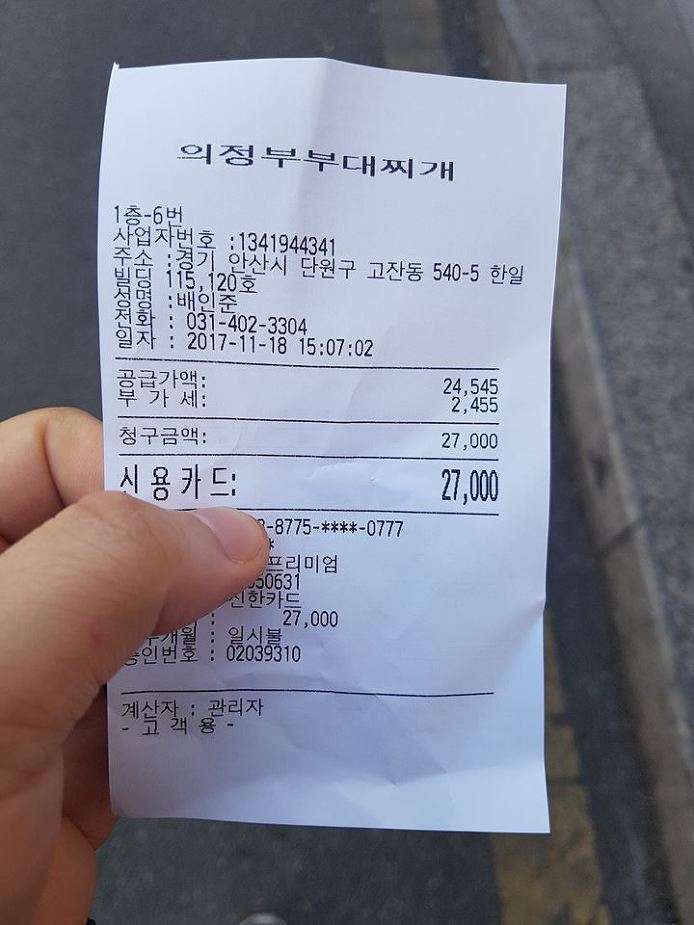 의정부부대찌개
1층-6번
사업자번호 :1341944341
주소 :경기 안산시 단원구 고잔동 540-5 한일
빌딩 115,120호
성명 :배인준
전화 : 031-402-3304
일자 : 2017-11-18 15:07:02
공급가액: 24,545
부 가 세: 2,455
청구금액: 27,000
신용카드: 27,000
-8775-****-0777
*
프리미엄
50631
신한카드
: 27,000
개월 : 일시불
승인번호 : 02039310
계산자 : 관리자
- 고 객 용 -